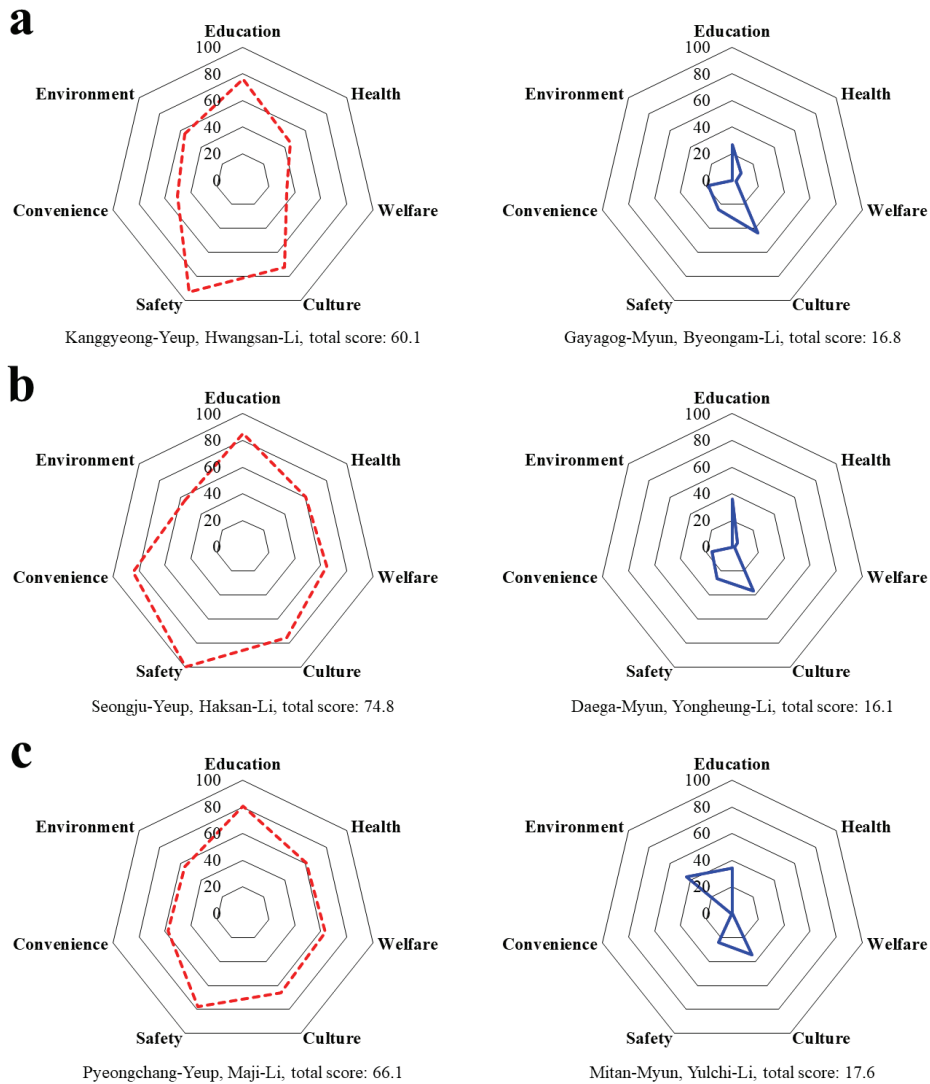 a
Education
100
80
60
40
20
0
Environment
Health
Convenience
Welfare
Safety
Culture
Kanggyeong-Yeup, Hwangsan-Li, total score: 60.1
Education
100
80
60
40
20
0
Environment
Health
Convenience
Welfare
Safety
Culture
Gayagog-Myun, Byeongam-Li, total score: 16.8
b
Education
100
80
60
40
20
0
Environment
Health
Convenience
Welfare
Safety
Culture
Seongju-Yeup, Haksan-Li, total score: 74.8
Education
100
80
60
40
20
0
Environment
Health
Convenience
Welfare
Safety
Culture
Daega-Myun, Yongheung-Li, total score: 16.1
c
Education
100
80
60
40
20
0
Environment
Health
Convenience
Welfare
Safety
Culture
Pyeongchang-Yeup, Maji-Li, total score: 66.1
Education
100
80
60
40
20
0
Environment
Health
Convenience
Welfare
Safety
Culture
Mitan-Myun, Yulchi-Li, total score: 17.6